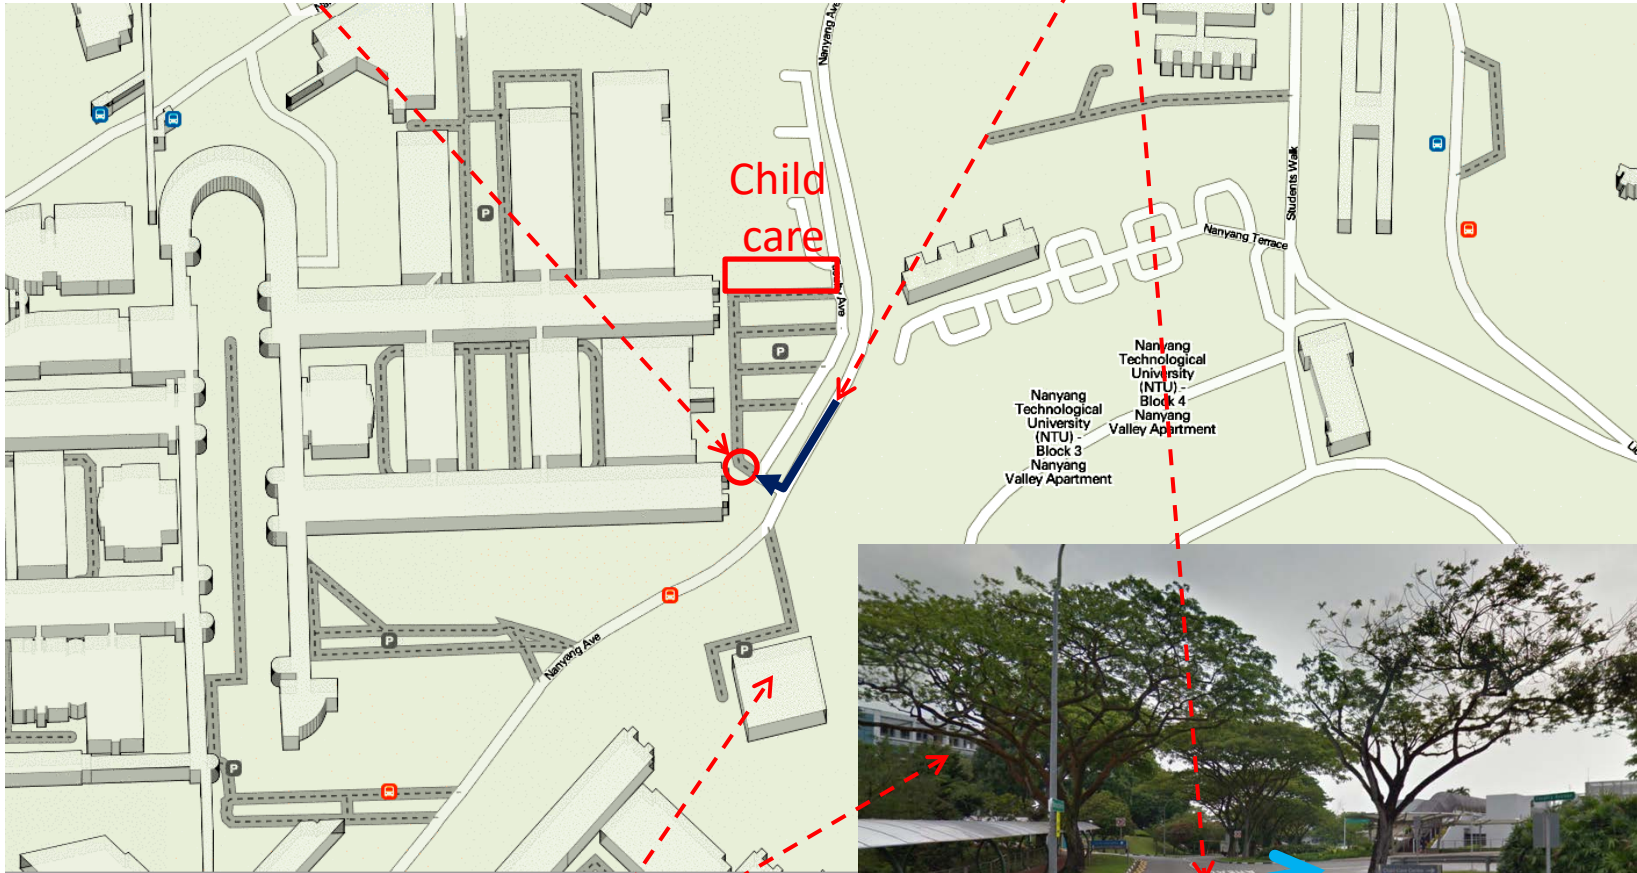 Nanyang Ave
Child
care
Students Walk
Nanyang Terrace
Nanyang
Technological
University
(NTU) -
Block 4
Nanyang
Valley Apartment
Nanyang
Technological
University
(NTU) -
Block 3
Nanyang
Valley Apartment
Ave
P
P
P
P
P
Nanyang Ave